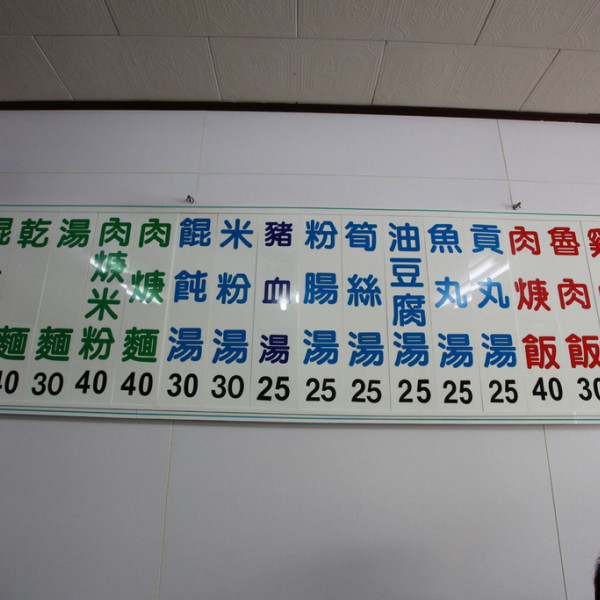 魯肉飯 30
肉焿飯 40
貢丸湯 25
魚丸湯 25
油豆腐湯 25
筍絲湯 25
粉腸湯 25
豬血湯 25
米粉湯 30
餛飩湯 30
肉焿麵 40
肉焿米粉 40
乾湯麵 30
麵 40